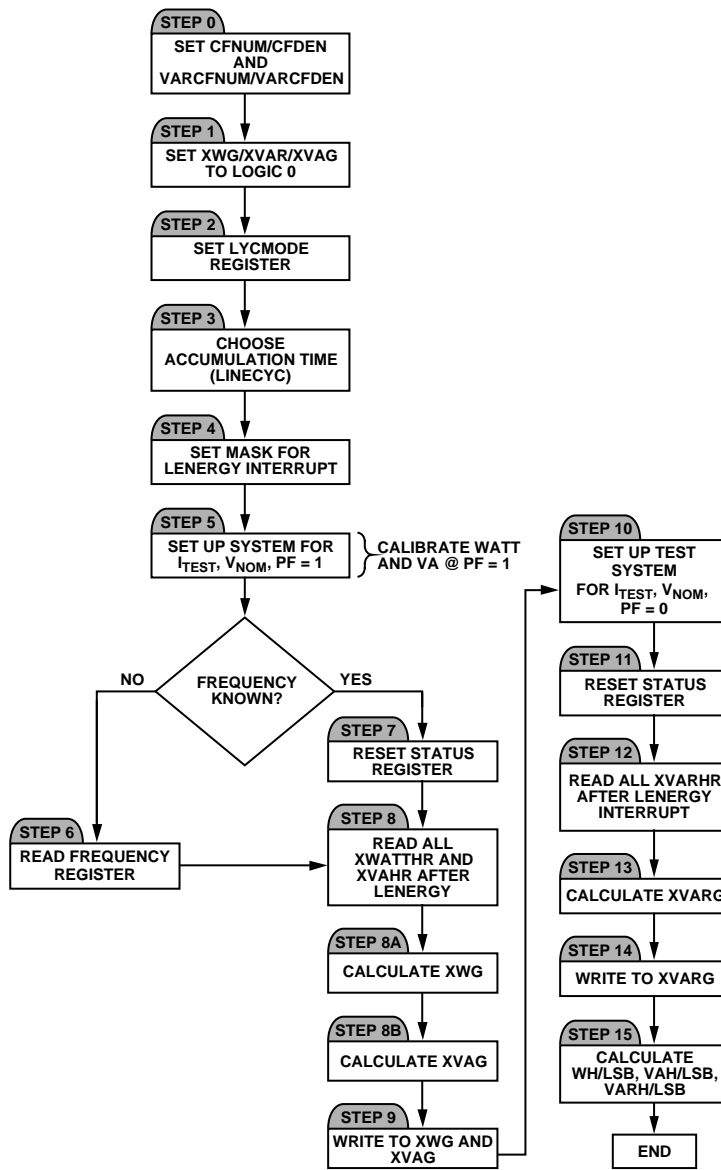 STEP 0
SET CFNUM/CFDEN
AND
VARCFNUM/VARCFDEN
STEP 1
SET XWG/XVAR/XVAG
TO LOGIC 0
STEP 2
SET LYCMODE
REGISTER
STEP 3
CHOOSE
ACCUMULATION TIME
(LINECYC)
STEP 4
SET MASK FOR
LENERGY INTERRUPT
STEP 5
SET UP SYSTEM FOR
ITEST, VNOM, PF = 1
CALIBRATE WATT
AND VA @ PF = 1
FREQUENCY
KNOWN?
NO
YES
STEP 6
READ FREQUENCY
REGISTER
STEP 7
RESET STATUS
REGISTER
STEP 8
READ ALL
XWATTHR AND
XVAHR AFTER
LENERGY
STEP 8A
CALCULATE XWG
STEP 8B
CALCULATE XVAG
STEP 9
WRITE TO XWG AND
XVAG
STEP 10
SET UP TEST
SYSTEM
FOR ITEST, VNOM,
PF = 0
STEP 11
RESET STATUS
REGISTER
STEP 12
READ ALL XVARHR
AFTER LENERGY
INTERRUPT
STEP 13
CALCULATE XVARG
STEP 14
WRITE TO XVARG
STEP 15
CALCULATE
WH/LSB, VAH/LSB,
VARH/LSB
END